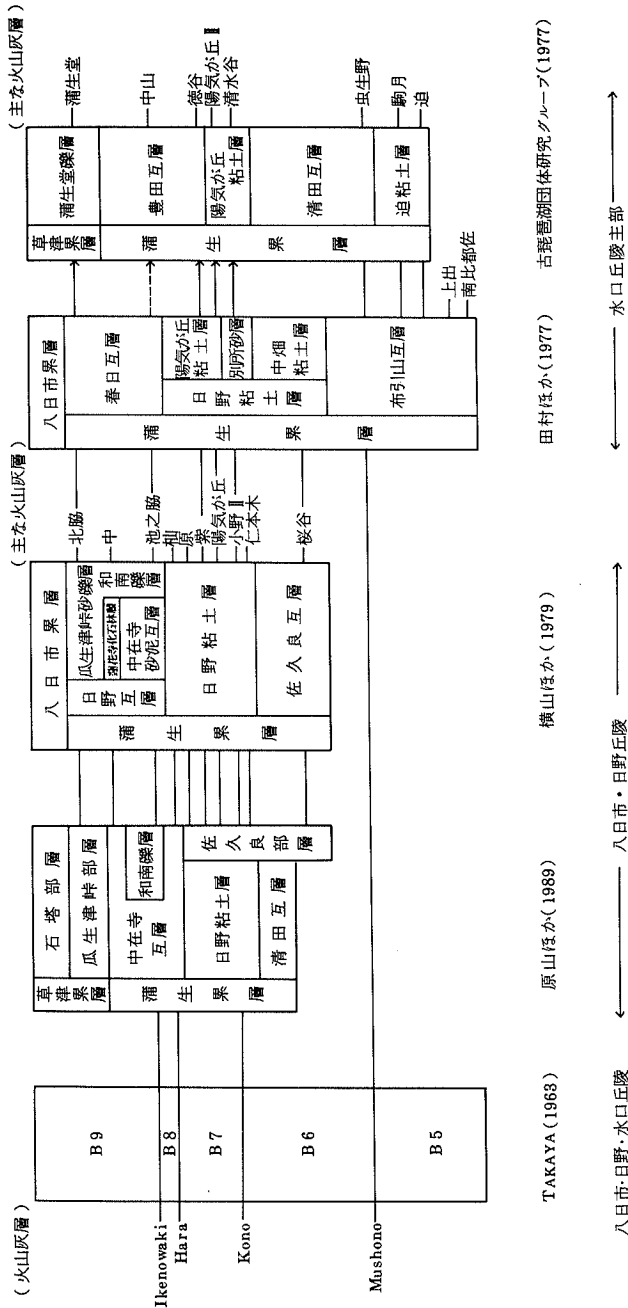 (火山灰層)
Ikenowaki
Hara
Kono
Mushono
B 9
B 8
B 7
B 6
B 5
TAKAYA (1963)
八日市・日野・水口丘陵
草津累層
蒲生累層
石塔部層
瓜生津峠部層
中在寺互層
和南礫層
佐久良部層
日野粘土層
清田互層
原山ほか(1989)
八日市累層
蒲生累層
日野互層
瓜生津峠砂礫層
蓮花寺化石林層
中在寺砂泥互層
和南礫層
日野粘土層
佐久良互層
横山ほか(1979)
八日市・日野丘陵
(主な火山灰層)
北脇
中
池之脇
杣
原
紫
陽気が丘
小野Ⅱ
仁本木
桜谷
八日市累層
蒲生累層
春日互層
日野粘土層
陽気が丘粘土層
別所砂層
中畑粘土層
布引山互層
上出
南比都佐
田村ほか(1977)
草津累層
蒲生累層
蒲生堂礫層
豊田互層
陽気が丘粘土層
清田互層
迫粘土層
(主な火山灰層)
蒲生堂
中山
徳谷
陽気が丘Ⅱ
清水谷
虫生野
駒月
迫
古琵琶湖団体研究グループ(1977)
水口丘陵主部